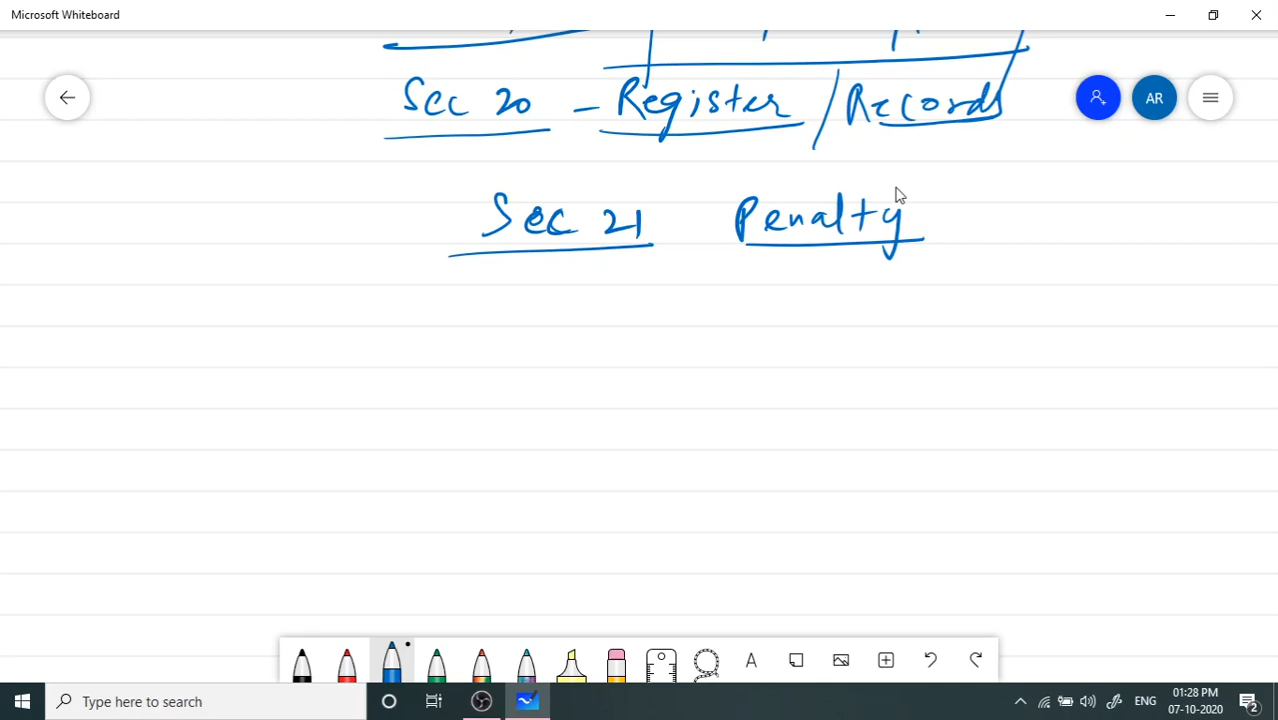 Microsoft Whiteboard
Sec 20 - Register / Records
AR
Sec 21 Penalty
A
Type here to search
ENG
01:28 PM
07-10-2020
2